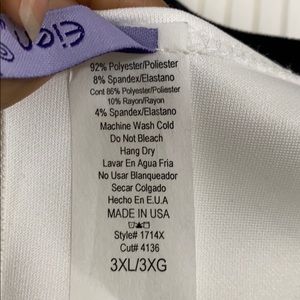 92% Polyester/Poliester
8% Spandex/Elastano
Cont 86% Polyester/Poliester
10% Rayon/Rayon
4% Spandex/Elastano
Machine Wash Cold
Do Not Bleach
Hang Dry
Lavar En Agua Fria
No Usar Blanqueador
Secar Colgado
Hecho En E.U.A
MADE IN USA
Style# 1714X
Cut# 4136
3XL/3XG